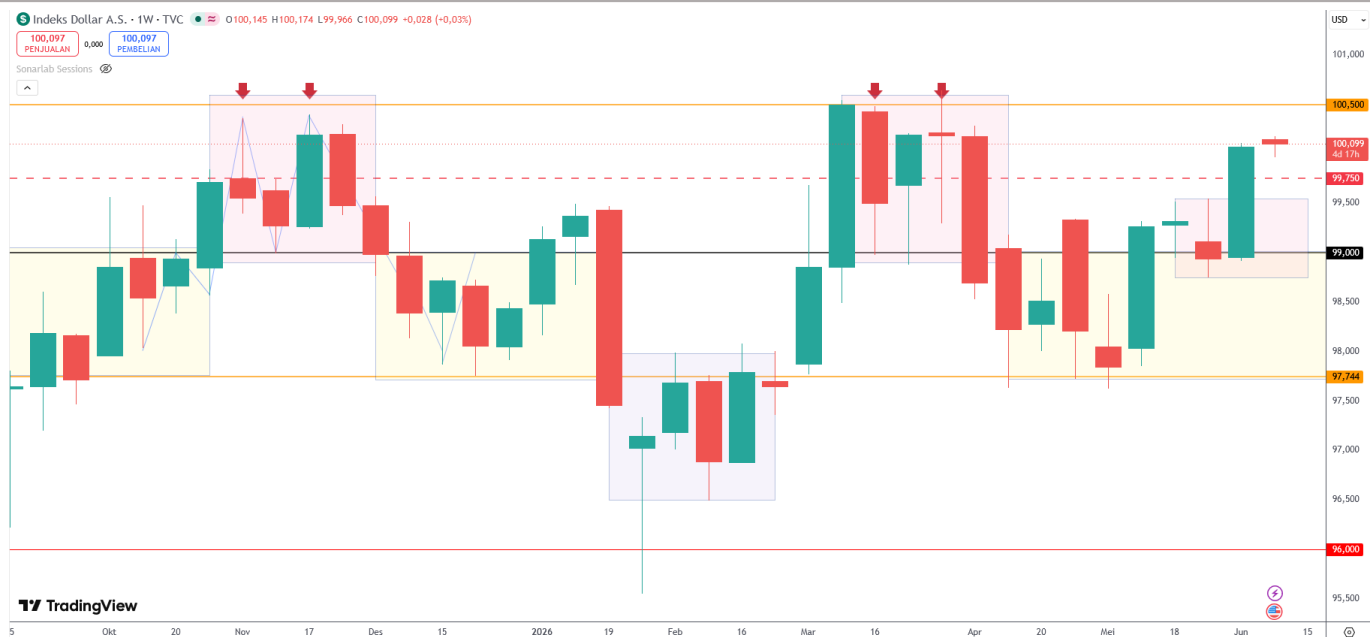 S Indeks Dollar A.S. · 1W · TVC O100,145 H100,174 L99,966 C100,099 +0,028 (+0,03%)
100,097 PENJUALAN 0,000 100,097 PEMBELIAN
Sonarlab Sessions
USD
101,000
100,500
100,099
4d 17h
99,750
99,500
99,000
98,500
98,000
97,744
97,500
97,000
96,500
96,000
95,500
TradingView
5 Okt 20 Nov 17 Des 15 2026 19 Feb 16 Mar 16 Apr 20 Mei 18 Jun 15